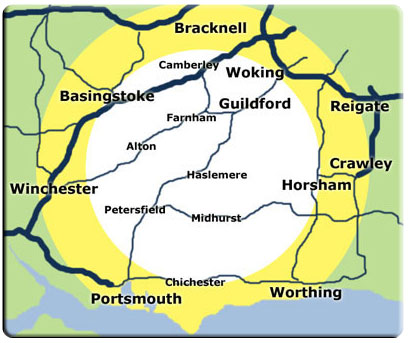 Bracknell
Camberley
Woking
Basingstoke
Guildford
Reigate
Farnham
Alton
Crawley
Haslemere
Winchester
Horsham
Petersfield
Midhurst
Chichester
Portsmouth
Worthing